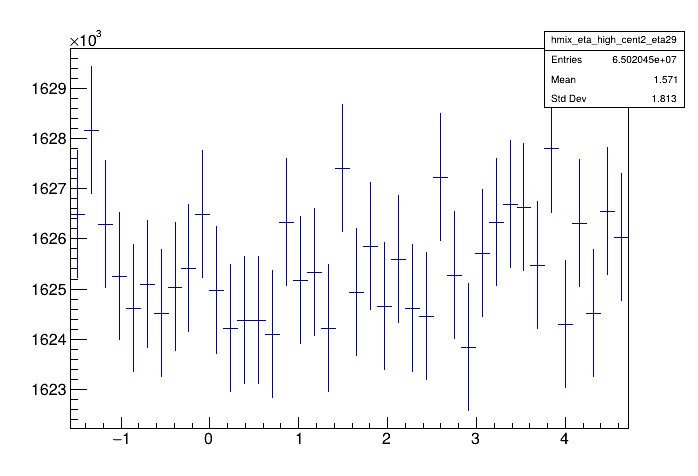 ×10³
hmix_eta_high_cent2_eta29
Entries 6.502045e+07
Mean 1.571
Std Dev 1.813
1629
1628
1627
1626
1625
1624
1623
−1 0 1 2 3 4